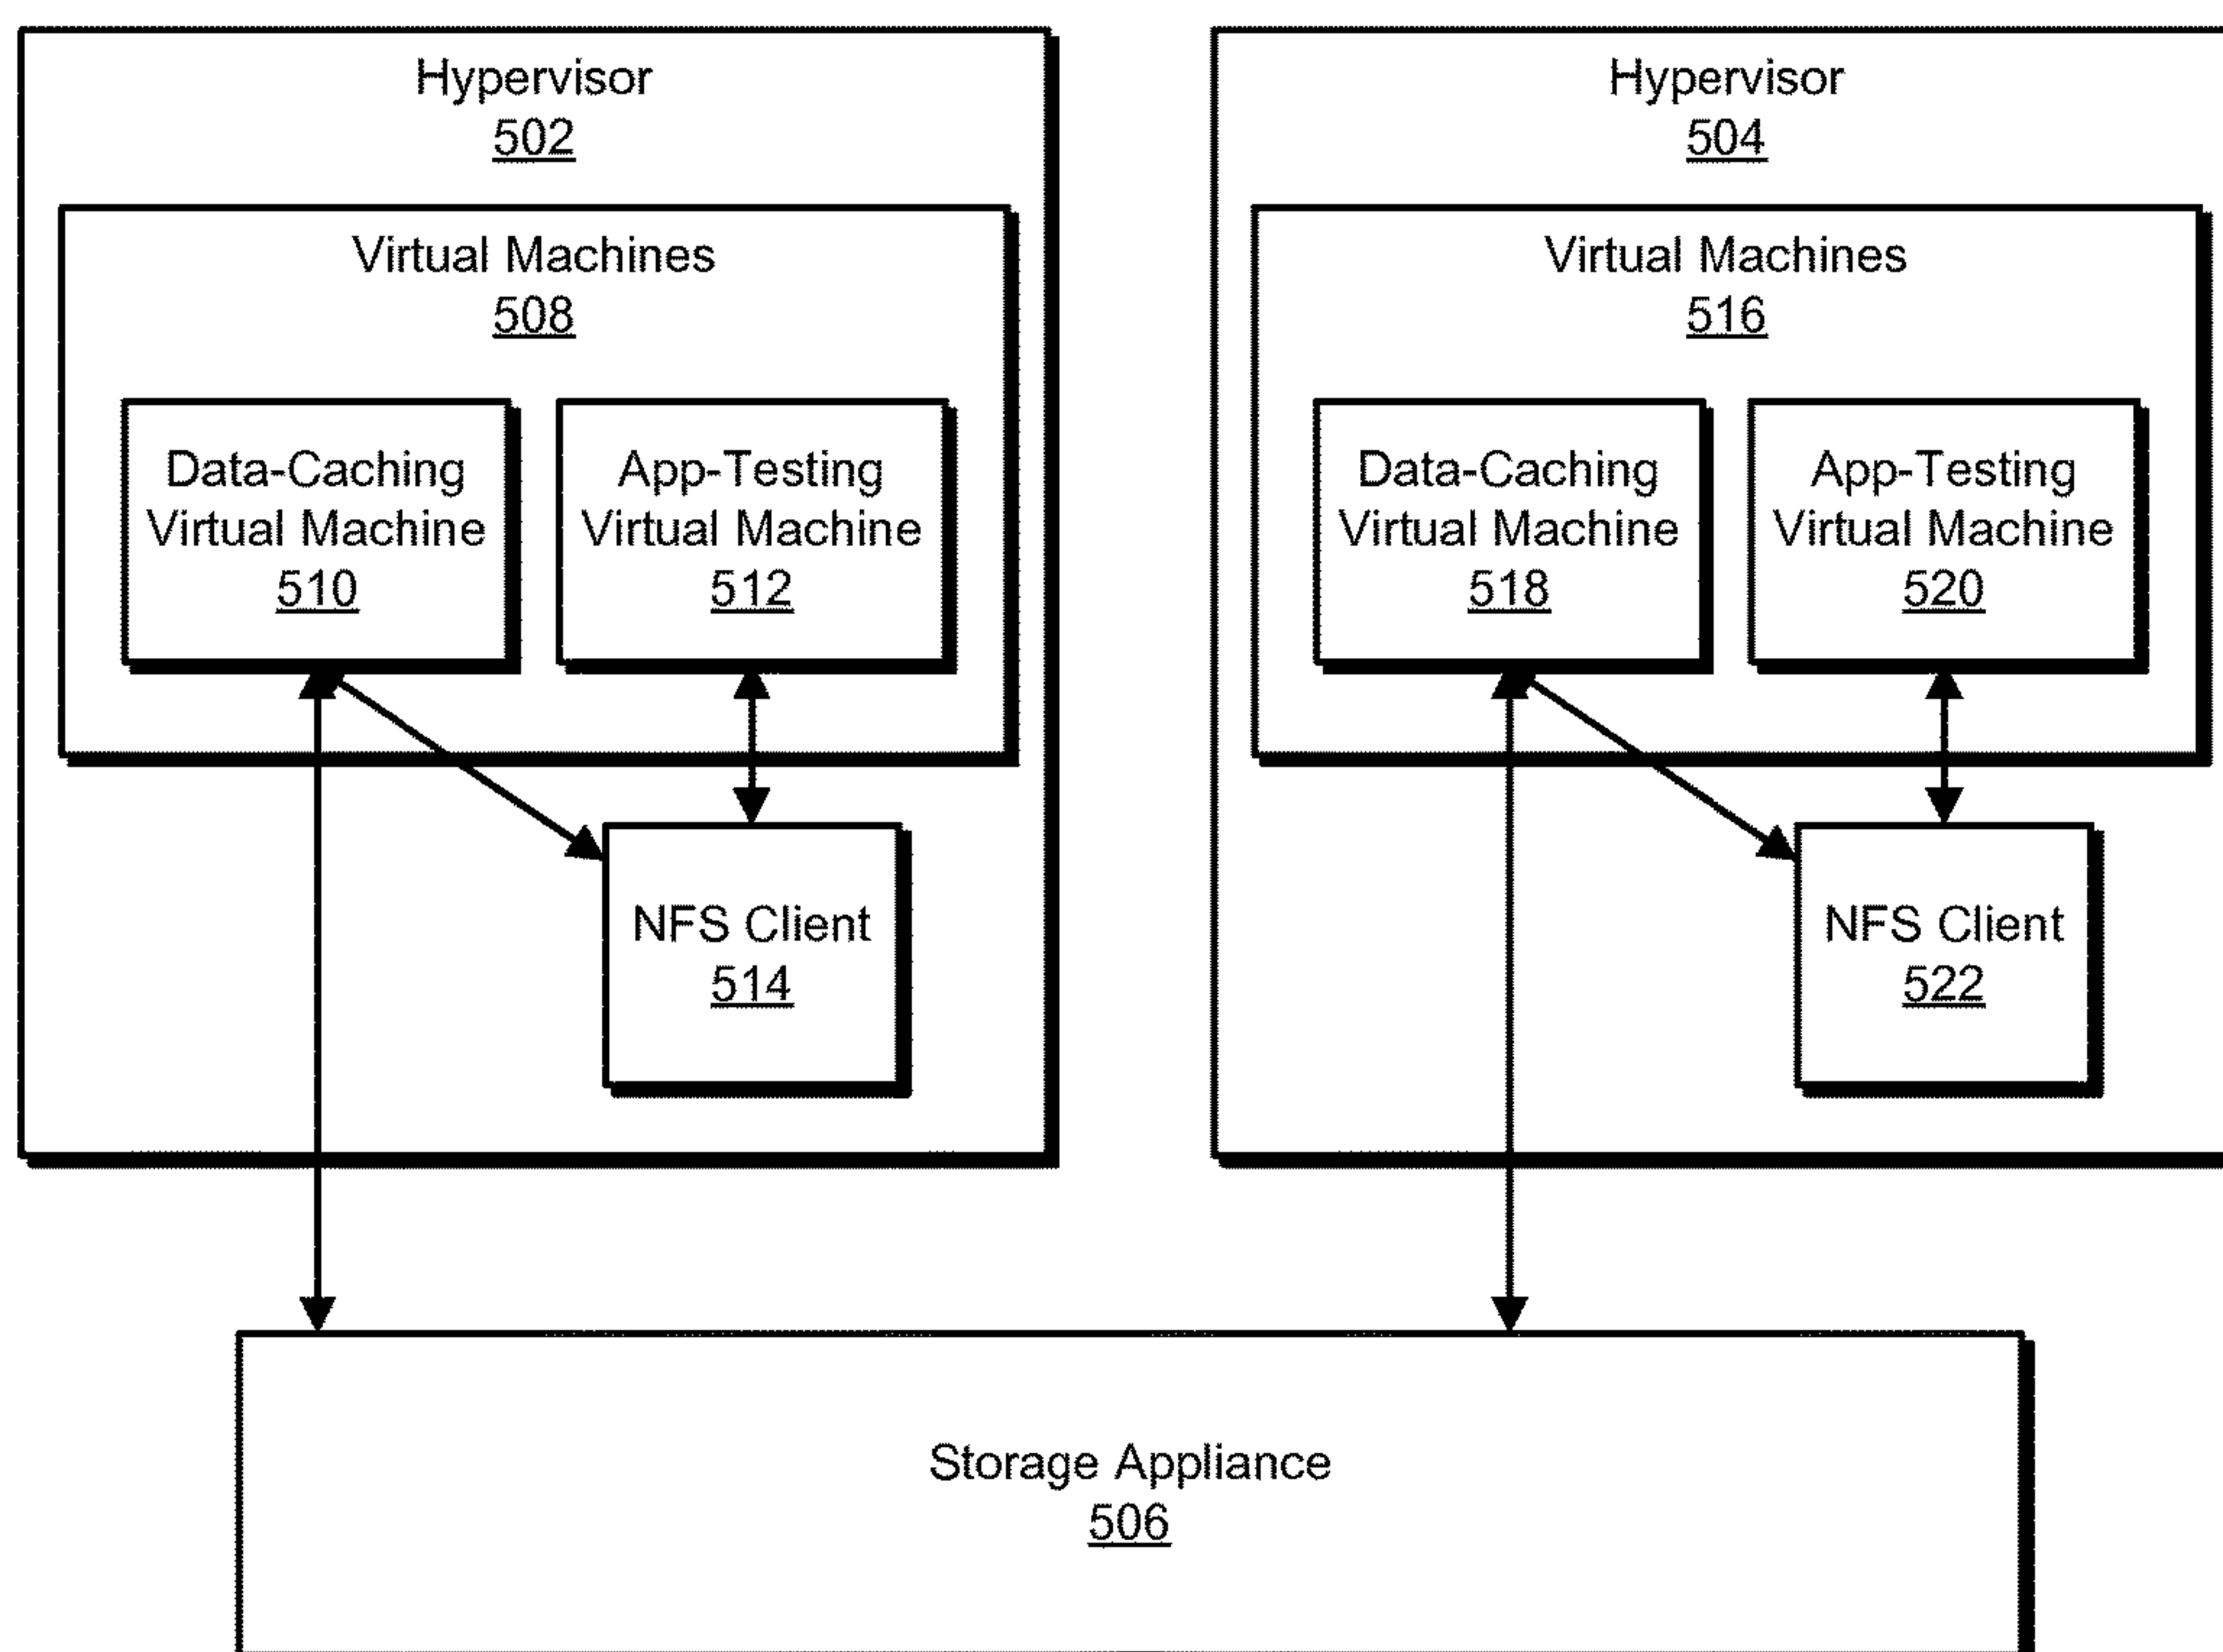 Hypervisor
502
Virtual Machines
508
Data-Caching
Virtual Machine
510
App-Testing
Virtual Machine
512
NFS Client
514
Hypervisor
504
Virtual Machines
516
Data-Caching
Virtual Machine
518
App-Testing
Virtual Machine
520
NFS Client
522
Storage Appliance
506